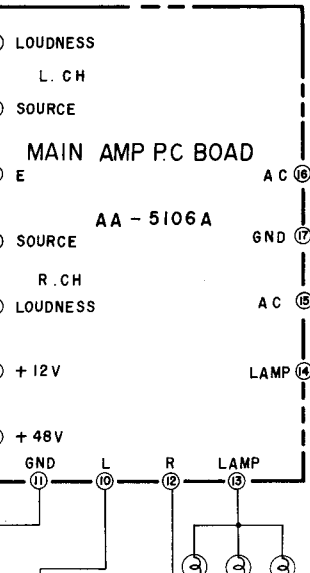 LOUDNESS
L. CH
SOURCE
MAIN AMP P.C BOAD
E
AC 16
AA-5106A
SOURCE
GND 17
R.CH
LOUDNESS
AC 15
LAMP 14
+12V
+48V
GND L R LAMP
11 10 12 13